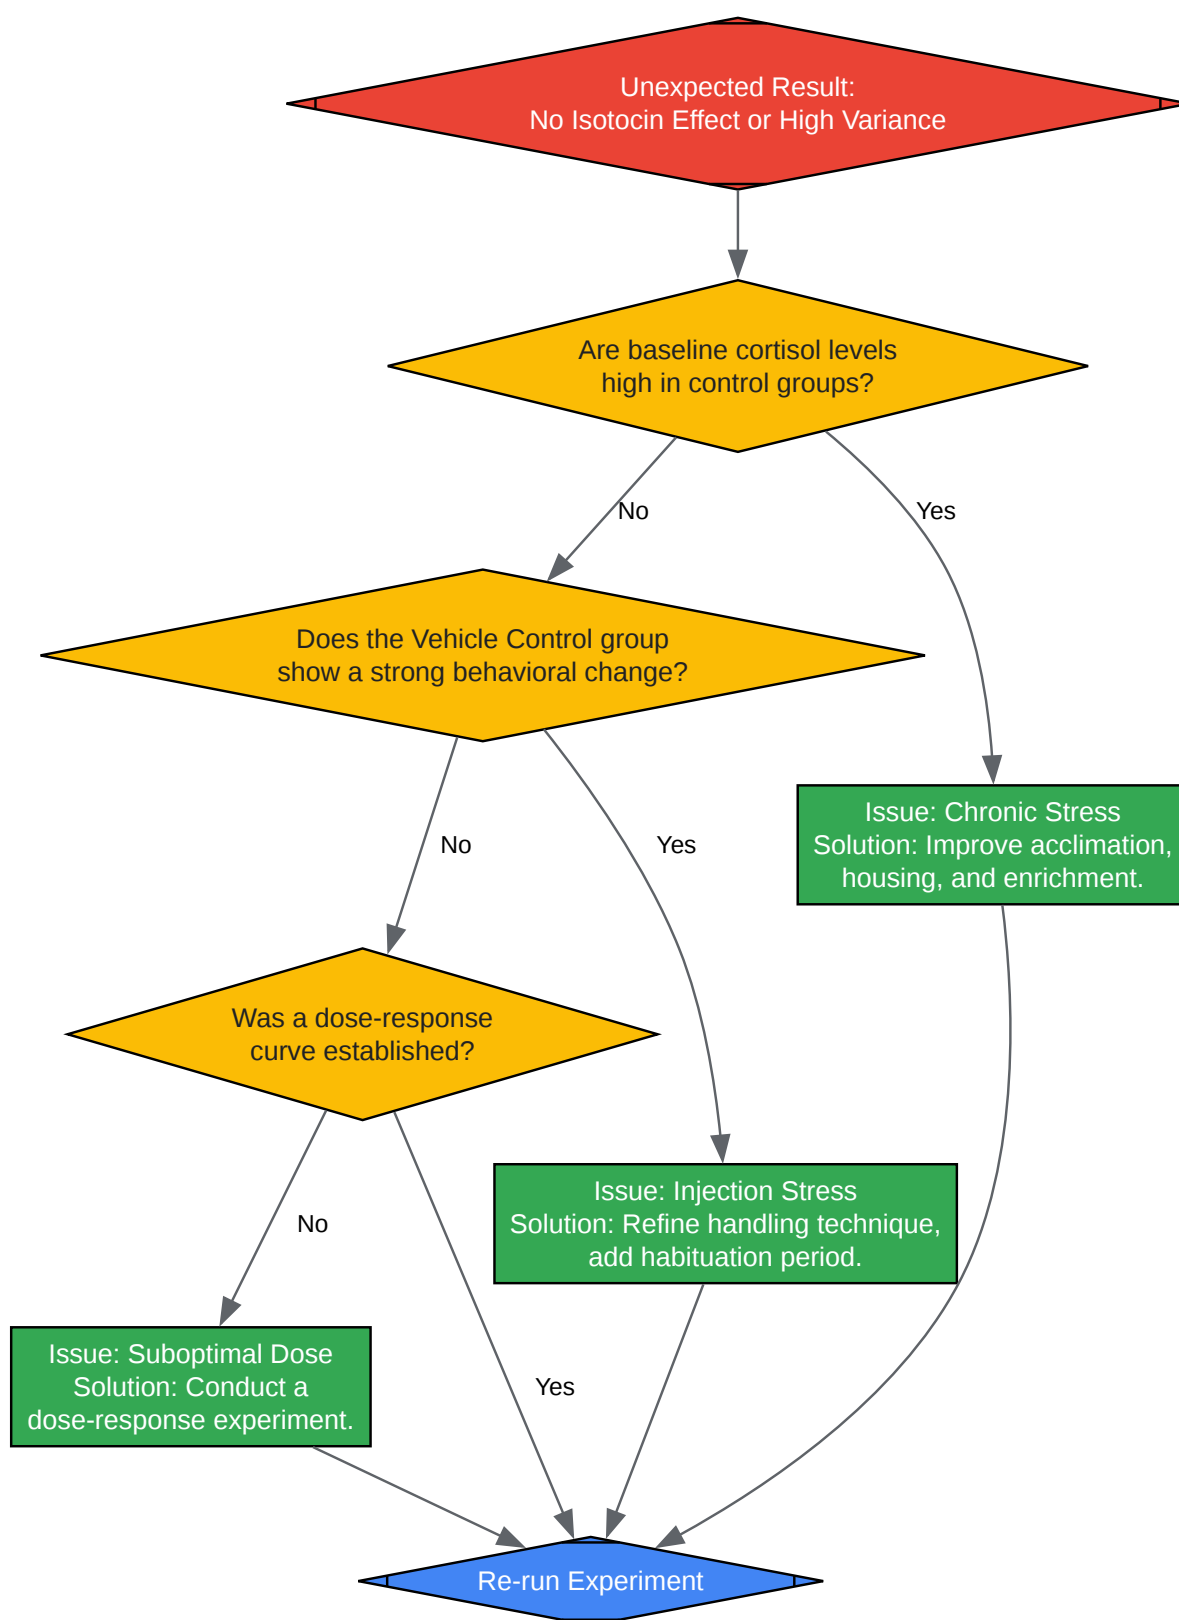 Unexpected Result:
No Isotocin Effect or High Variance
Are baseline cortisol levels
high in control groups?
No
Yes
Does the Vehicle Control group
show a strong behavioral change?
Issue: Chronic Stress
Solution: Improve acclimation,
housing, and enrichment.
No
Yes
Was a dose-response
curve established?
Issue: Injection Stress
Solution: Refine handling technique,
add habituation period.
No
Issue: Suboptimal Dose
Solution: Conduct a
dose-response experiment.
Yes
Re-run Experiment